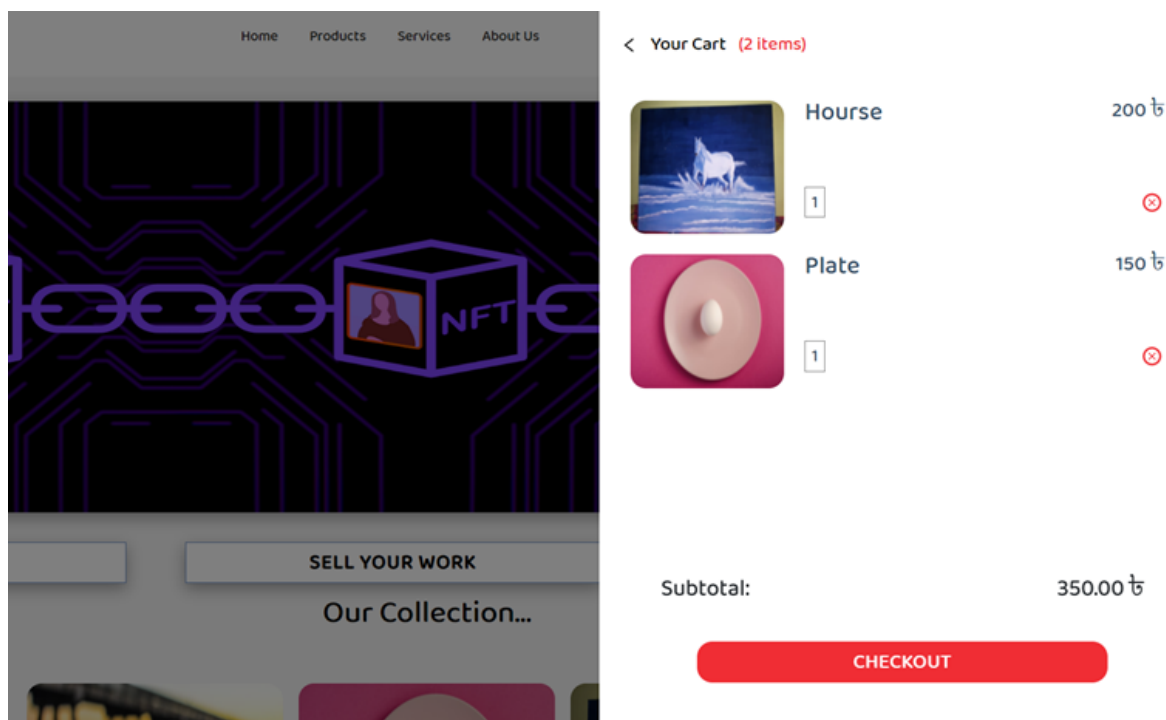 Home Products Services About Us
NFT
SELL YOUR WORK
Our Collection...
< Your Cart (2 items)
Hourse 200 ৳
1
Plate 150 ৳
1
Subtotal: 350.00 ৳
CHECKOUT